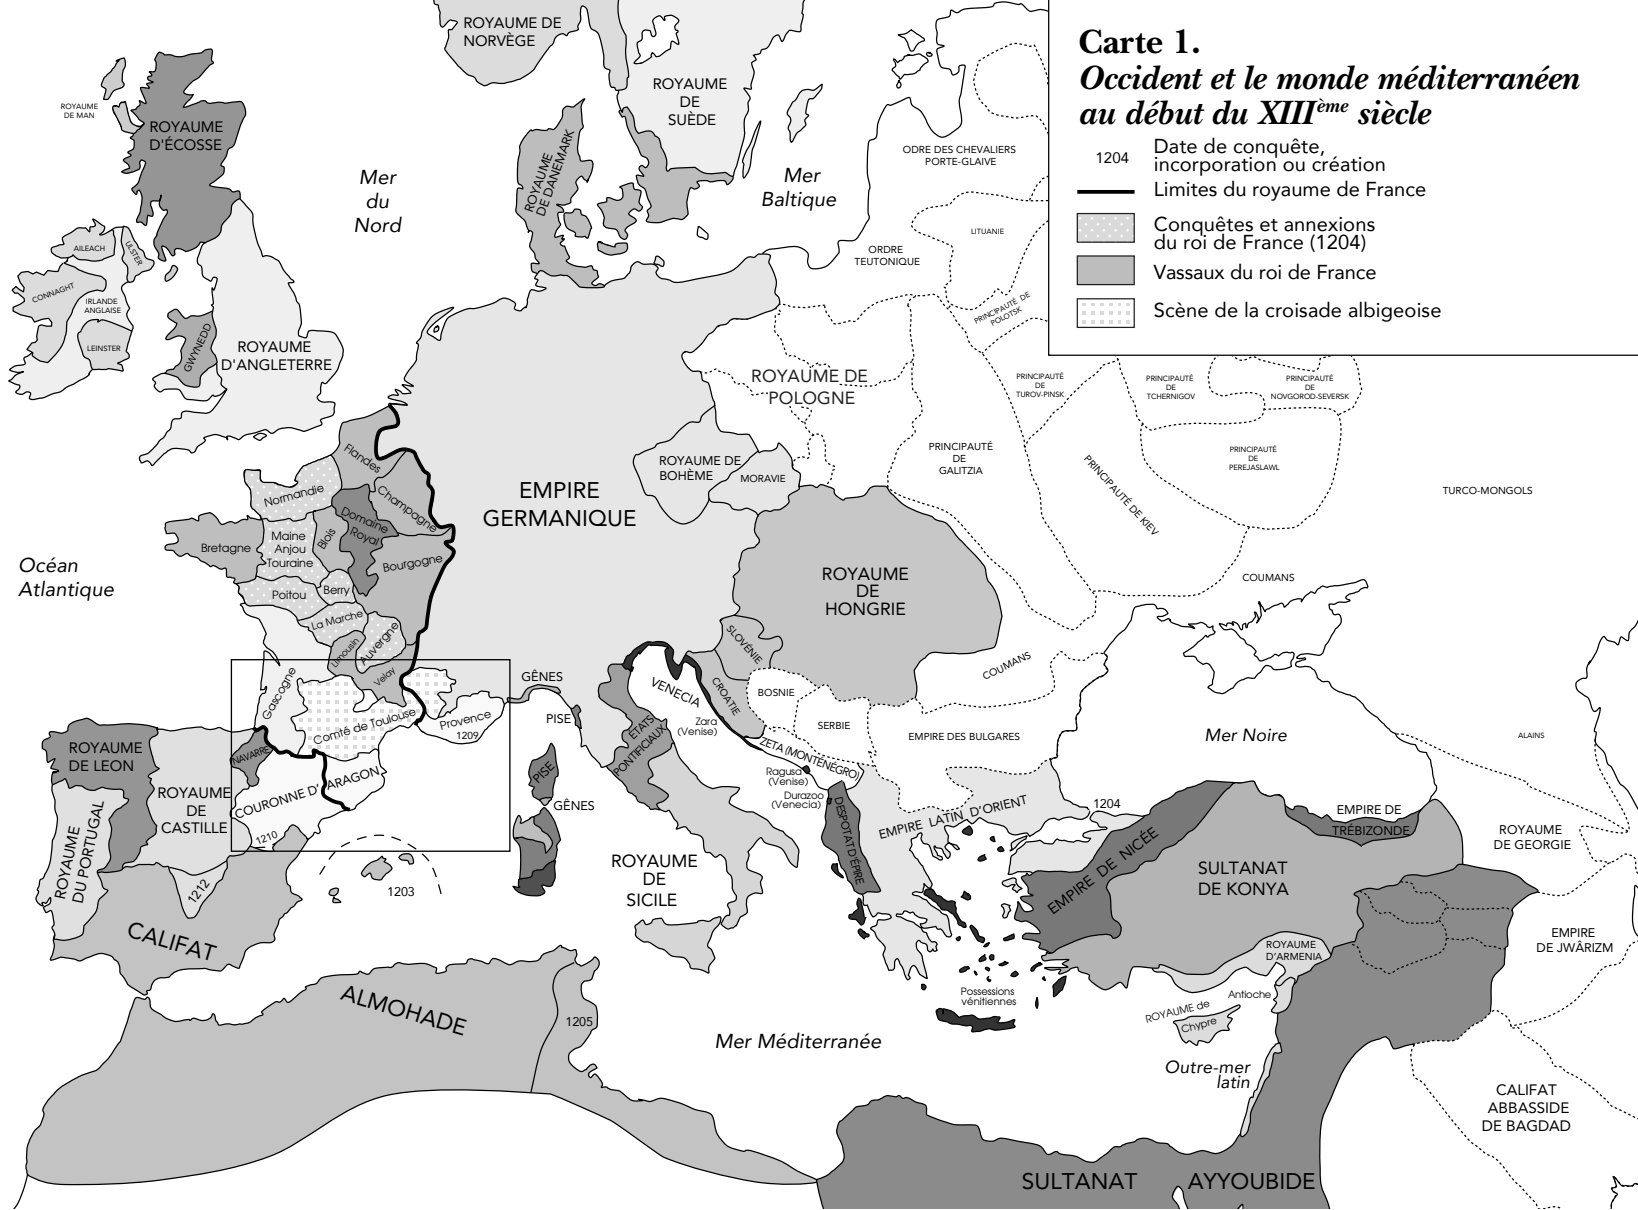 Carte 1.
Occident et le monde méditerranéen
au début du XIIIème siècle
1204
Date de conquête,
incorporation ou création
Limites du royaume de France
Conquêtes et annexions
du roi de France (1204)
Vassaux du roi de France
Scène de la croisade albigeoise
ROYAUME DE
NORVÈGE
ROYAUME
DE
SUÈDE
ROYAUME
DE MAN
ROYAUME
D'ÉCOSSE
ROYAUME
DE DANEMARK
Mer
du
Nord
Mer
Baltique
ODRE DES CHEVALIERS
PORTE-GLAIVE
LITUANIE
ORDRE
TEUTONIQUE
PRINCIPAUTÉ DE
POLOTSK
AILEACH
ULSTER
CONNAGHT
IRLANDE
ANGLAISE
LEINSTER
GWYNEDD
ROYAUME
D'ANGLETERRE
ROYAUME DE
POLOGNE
PRINCIPAUTÉ
DE
TUROV-PINSK
PRINCIPAUTÉ
DE
TCHERNIGOV
PRINCIPAUTÉ
DE
NOVGOROD-SEVERSK
PRINCIPAUTÉ
DE
GALITZIA
PRINCIPAUTÉ DE KIEV
PRINCIPAUTÉ
DE
PEREJASLAWL
TURCO-MONGOLS
ROYAUME DE
BOHÈME
MORAVIE
EMPIRE
GERMANIQUE
Flandes
Normandie
Champagne
Domaine
Royal
Blois
Bretagne
Maine
Anjou
Touraine
Bourgogne
Poitou
Berry
La Marche
Limousin
Auvergne
Velay
Océan
Atlantique
ROYAUME
DE
HONGRIE
COUMANS
COUMANS
SLOVÉNIE
CROATIE
BOSNIE
SERBIE
VENECIA
Zara
(Venise)
ZETA (MONTÉNÉGRO)
Ragusa
(Venise)
Durazoo
(Venecia)
EMPIRE DES BULGARES
Mer Noire
ALAINS
GÊNES
PISE
ETATS
PONTIFICIAUX
Gascogne
Comté de Toulouse
Provence
1209
NAVARRE
COURONNE D' ARAGON
1210
ROYAUME
DE LEON
ROYAUME
DE
CASTILLE
ROYAUME
DU PORTUGAL
1212
1203
CALIFAT
ALMOHADE
1205
PISE
GÊNES
ROYAUME
DE
SICILE
DESPOTAT D'ÉPIRE
EMPIRE LATIN D'ORIENT
1204
EMPIRE DE NICÉE
EMPIRE DE
TRÉBIZONDE
SULTANAT
DE KONYA
ROYAUME
DE GEORGIE
EMPIRE
DE JWÂRIZM
ROYAUME
D'ARMENIA
Antioche
ROYAUME de
Chypre
Possessions
vénitiennes
Mer Méditerranée
Outre-mer
latin
CALIFAT
ABBASSIDE
DE BAGDAD
SULTANAT AYYOUBIDE